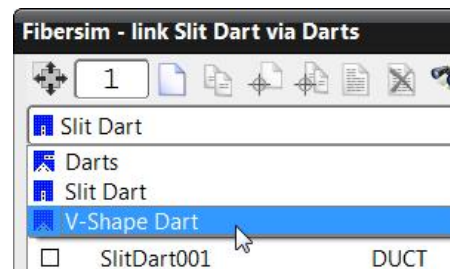 Fibersim - link Slit Dart via Darts
1
Slit Dart
Darts
Slit Dart
V-Shape Dart
SlitDart001 DUCT